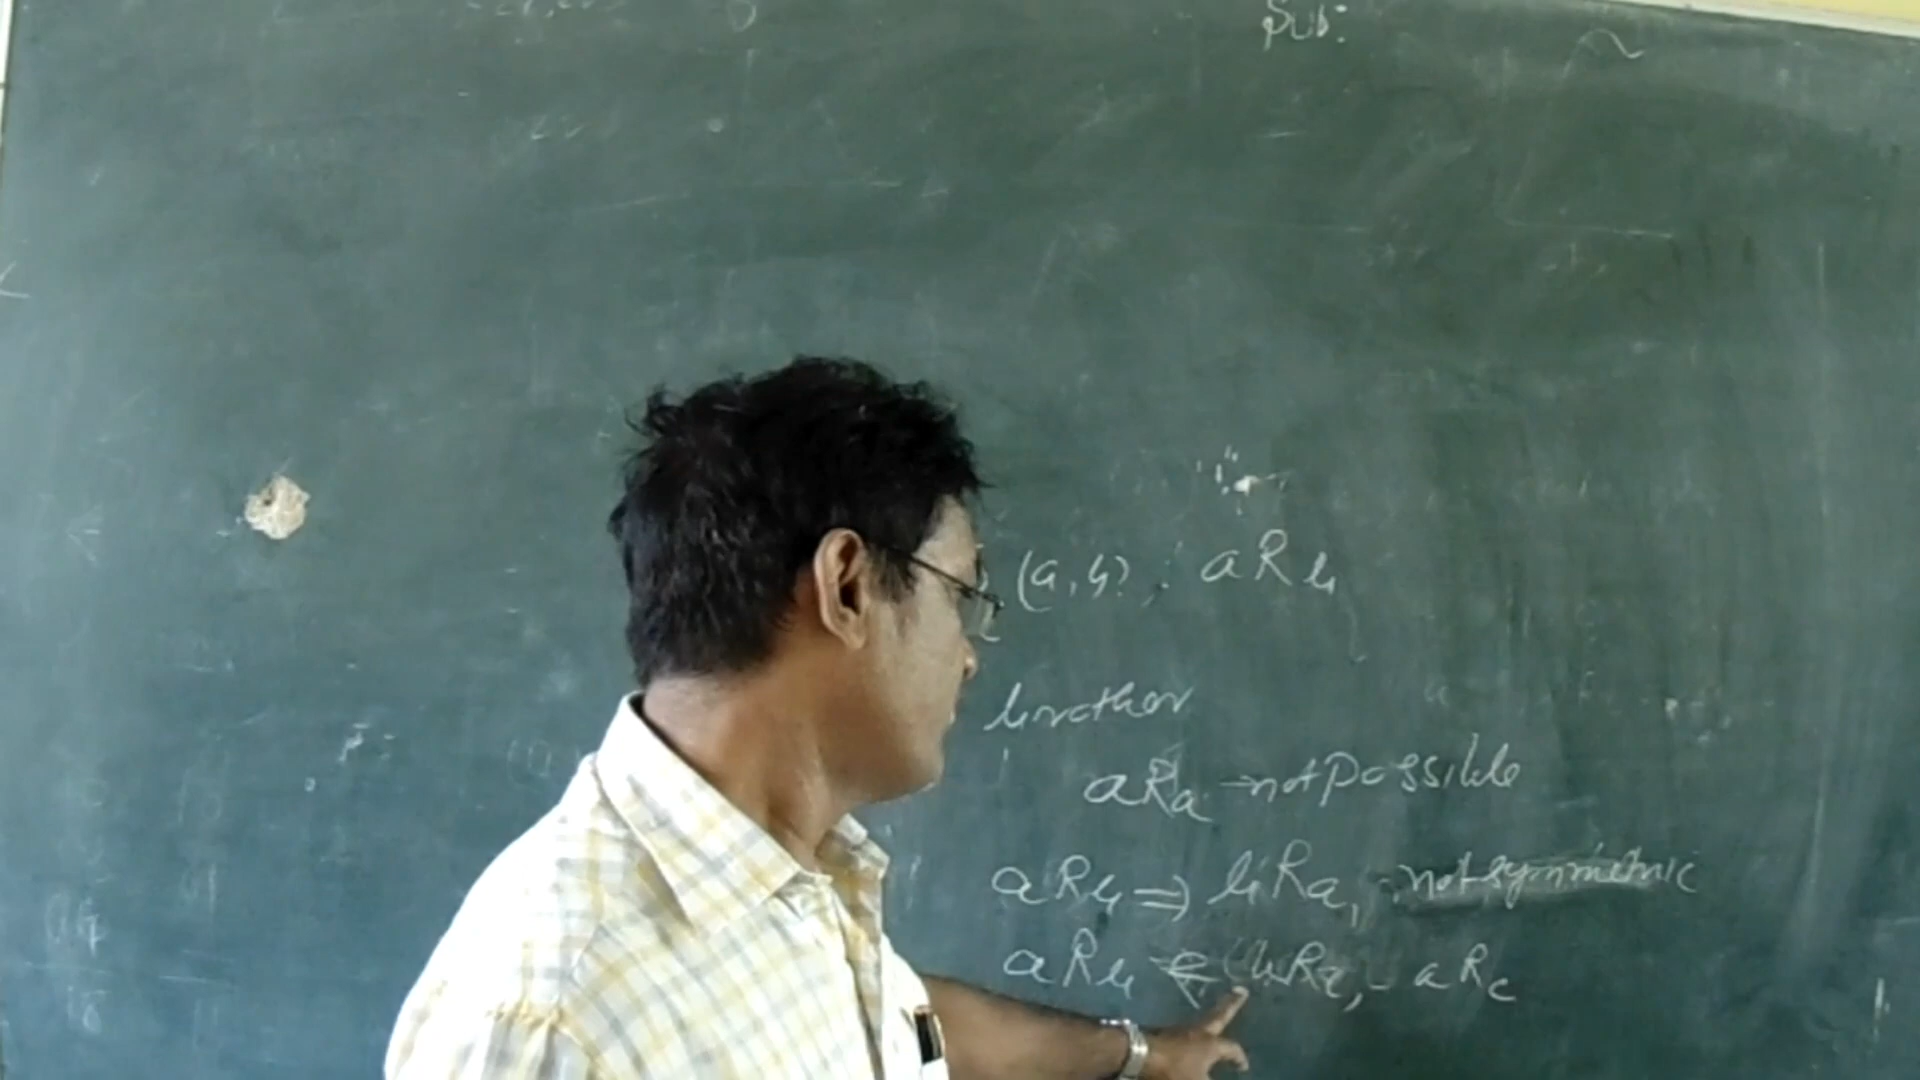 Sub:
(a, b) : aRb
brother
aRa → not possible
aRb ⇒ bRa, not symmetric
aRb & bRc, - aRc